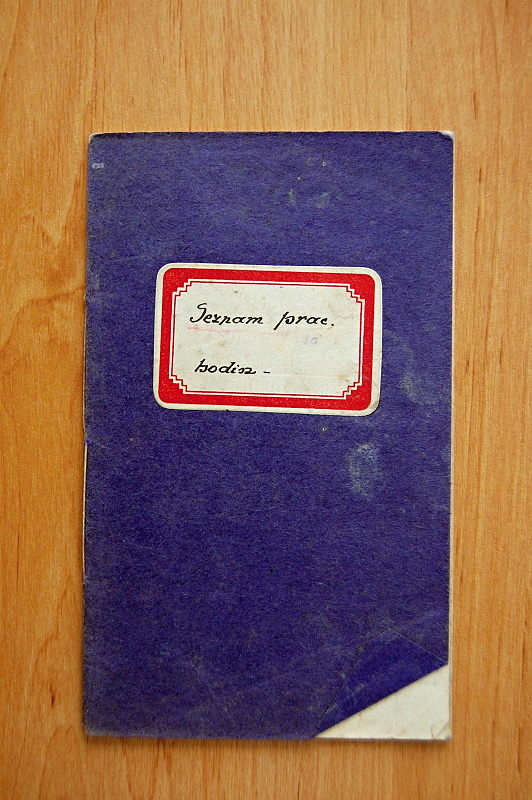 Seznam prac.
hodin -